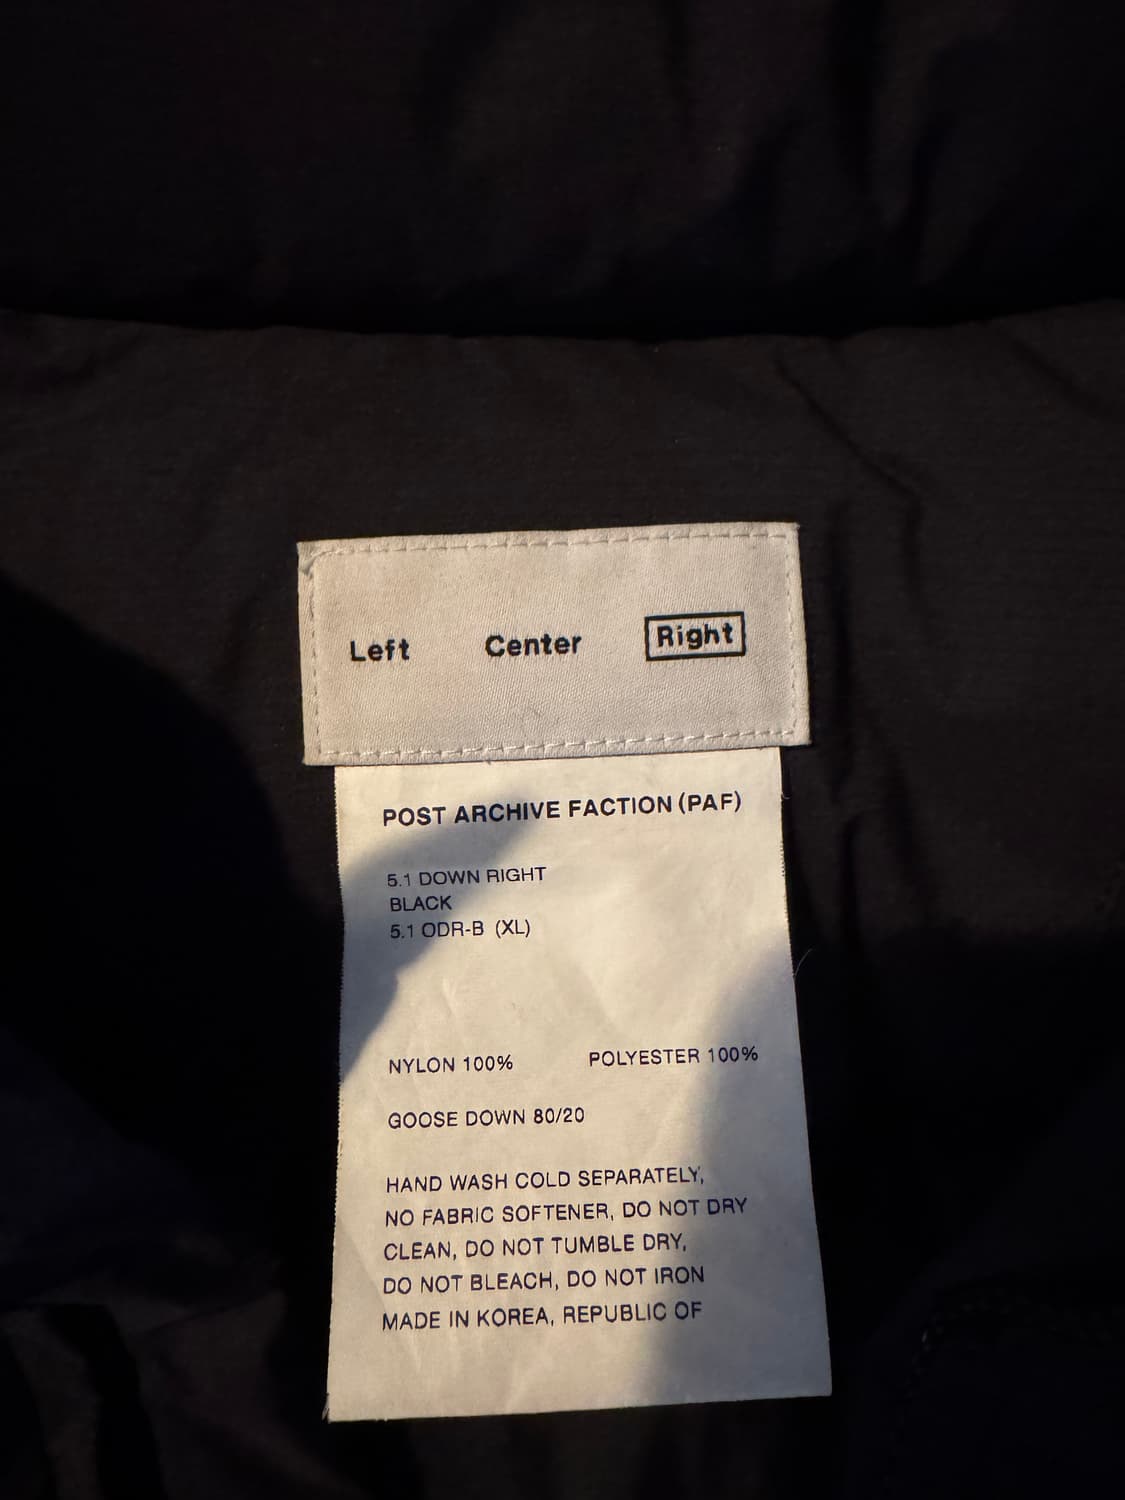 Left Center Right
POST ARCHIVE FACTION (PAF)
5.1 DOWN RIGHT
BLACK
5.1 ODR-B (XL)
NYLON 100% POLYESTER 100%
GOOSE DOWN 80/20
HAND WASH COLD SEPARATELY,
NO FABRIC SOFTENER, DO NOT DRY
CLEAN, DO NOT TUMBLE DRY,
DO NOT BLEACH, DO NOT IRON
MADE IN KOREA, REPUBLIC OF